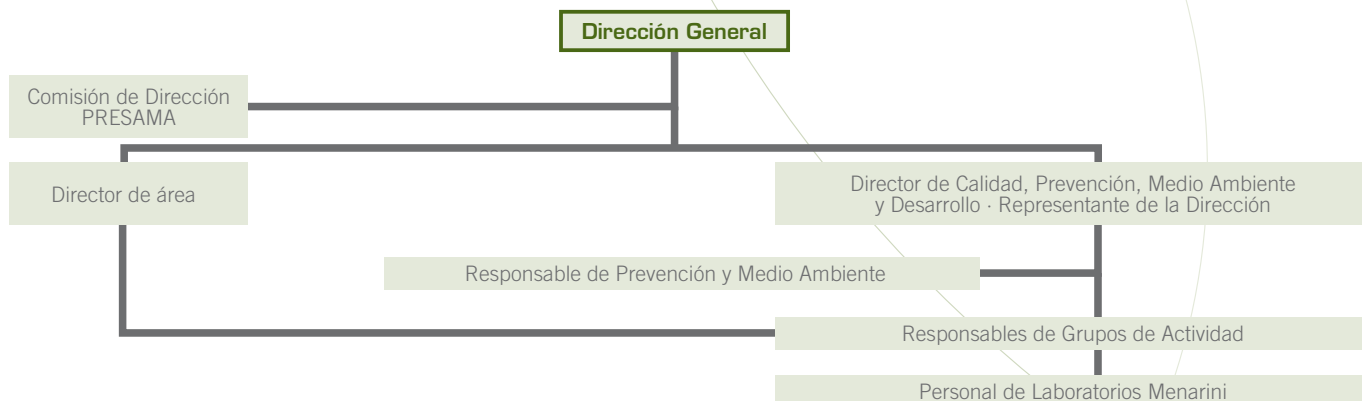 Dirección General
Comisión de Dirección
PRESAMA
Director de área
Director de Calidad, Prevención, Medio Ambiente
y Desarrollo · Representante de la Dirección
Responsable de Prevención y Medio Ambiente
Responsables de Grupos de Actividad
Personal de Laboratorios Menarini